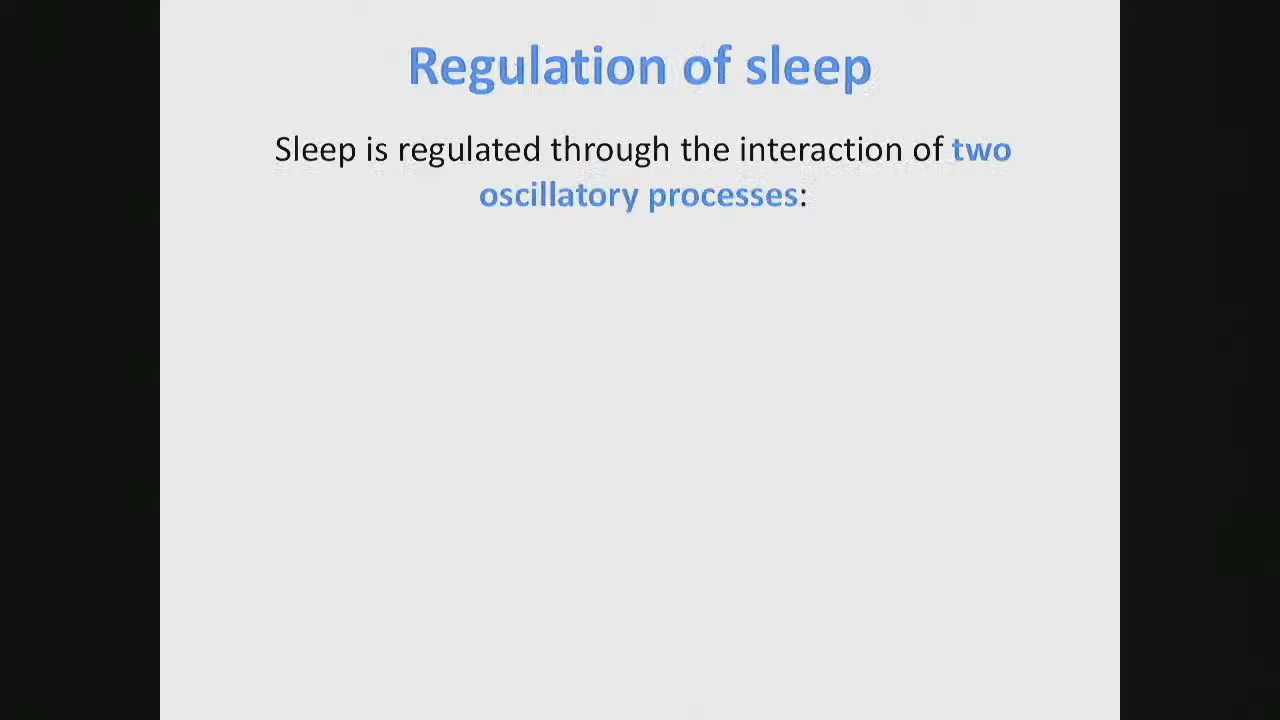 Regulation of sleep
Sleep is regulated through the interaction of two
oscillatory processes: